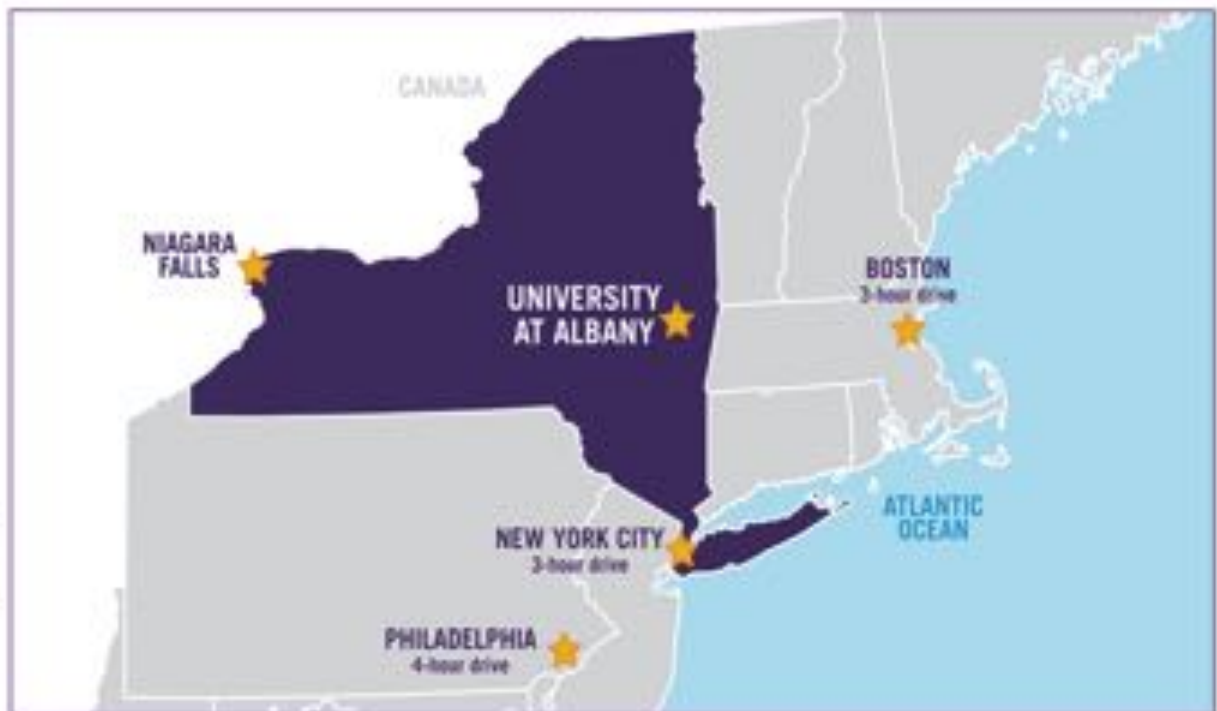 CANADA
NIAGARA
FALLS
UNIVERSITY
AT ALBANY
BOSTON
3-hour drive
ATLANTIC
OCEAN
NEW YORK CITY
3-hour drive
PHILADELPHIA
4-hour drive